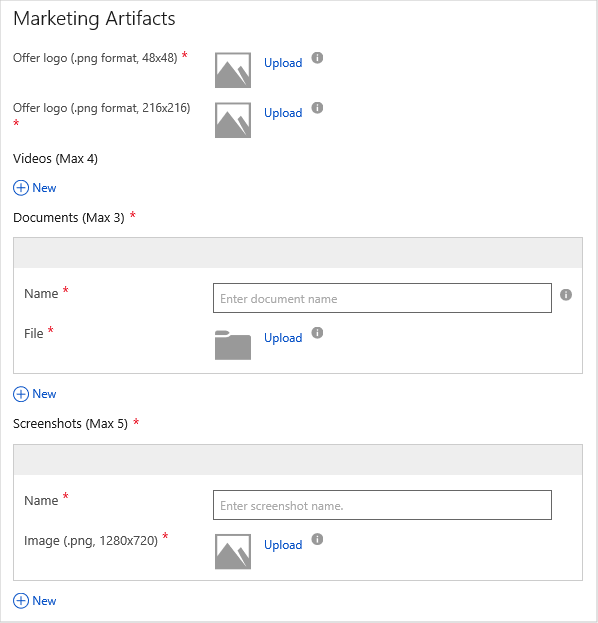 Marketing Artifacts
Offer logo (.png format, 48x48) * Upload
Offer logo (.png format, 216x216)
* Upload
Videos (Max 4)
New
Documents (Max 3) *
Name * Enter document name
File * Upload
New
Screenshots (Max 5) *
Name * Enter screenshot name.
Image (.png, 1280x720) * Upload
New